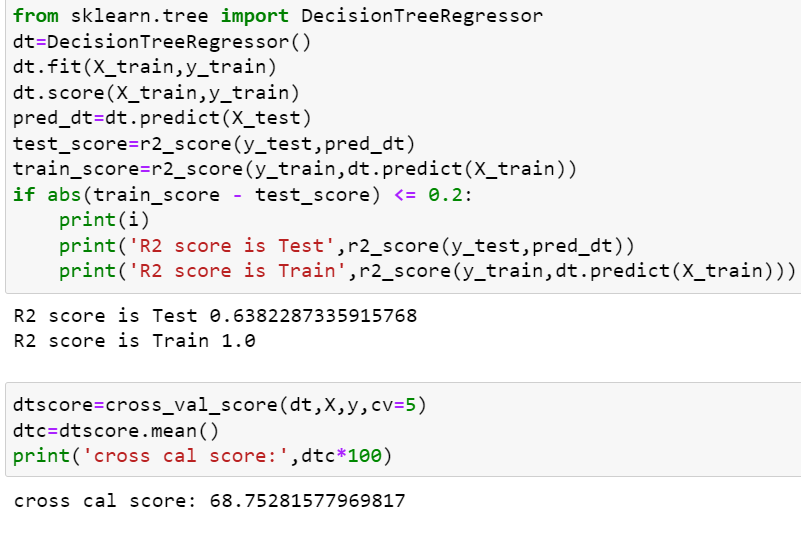 from sklearn.tree import DecisionTreeRegressor
dt=DecisionTreeRegressor()
dt.fit(X_train,y_train)
dt.score(X_train,y_train)
pred_dt=dt.predict(X_test)
test_score=r2_score(y_test,pred_dt)
train_score=r2_score(y_train,dt.predict(X_train))
if abs(train_score - test_score) <= 0.2:
    print(i)
    print('R2 score is Test',r2_score(y_test,pred_dt))
    print('R2 score is Train',r2_score(y_train,dt.predict(X_train)))
R2 score is Test 0.6382287335915768
R2 score is Train 1.0
dtscore=cross_val_score(dt,X,y,cv=5)
dtc=dtscore.mean()
print('cross cal score:',dtc*100)
cross cal score: 68.75281577969817